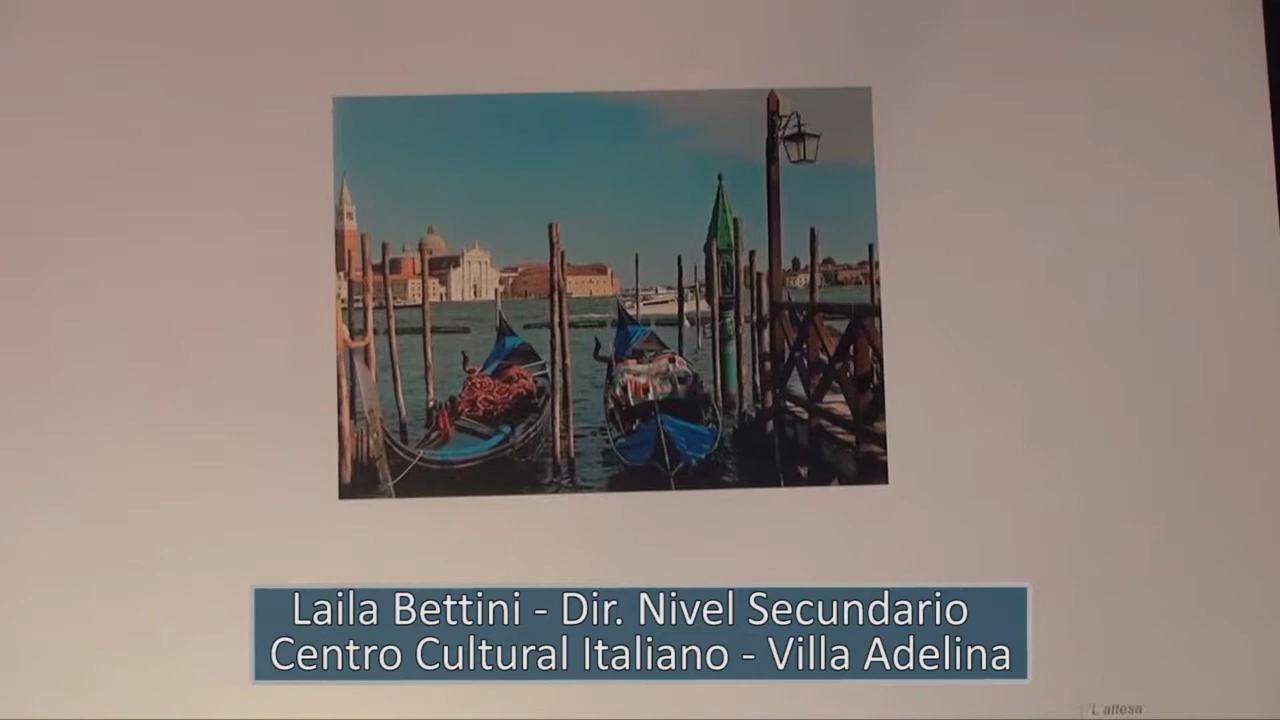 Laila Bettini - Dir. Nivel Secundario
Centro Cultural Italiano - Villa Adelina
L'attesa